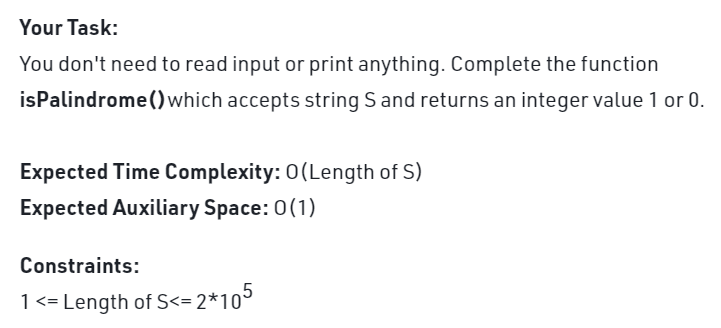 Your Task:
You don't need to read input or print anything. Complete the function
isPalindrome() which accepts string S and returns an integer value 1 or 0.
Expected Time Complexity: O(Length of S)
Expected Auxiliary Space: O(1)
Constraints:
1 <= Length of S<= 2*10^5